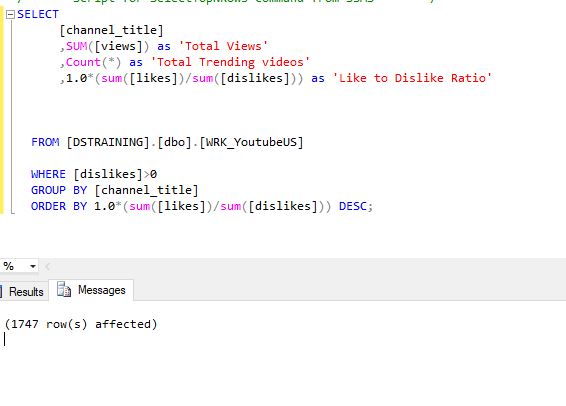 Script for SelectTopNRows command from SSMS
SELECT
[channel_title]
,SUM([views]) as 'Total Views'
,Count(*) as 'Total Trending videos'
,1.0*(sum([likes])/sum([dislikes])) as 'Like to Dislike Ratio'
FROM [DSTRAINING].[dbo].[WRK_YoutubeUS]
WHERE [dislikes]>0
GROUP BY [channel_title]
ORDER BY 1.0*(sum([likes])/sum([dislikes])) DESC;
%
Results Messages
(1747 row(s) affected)